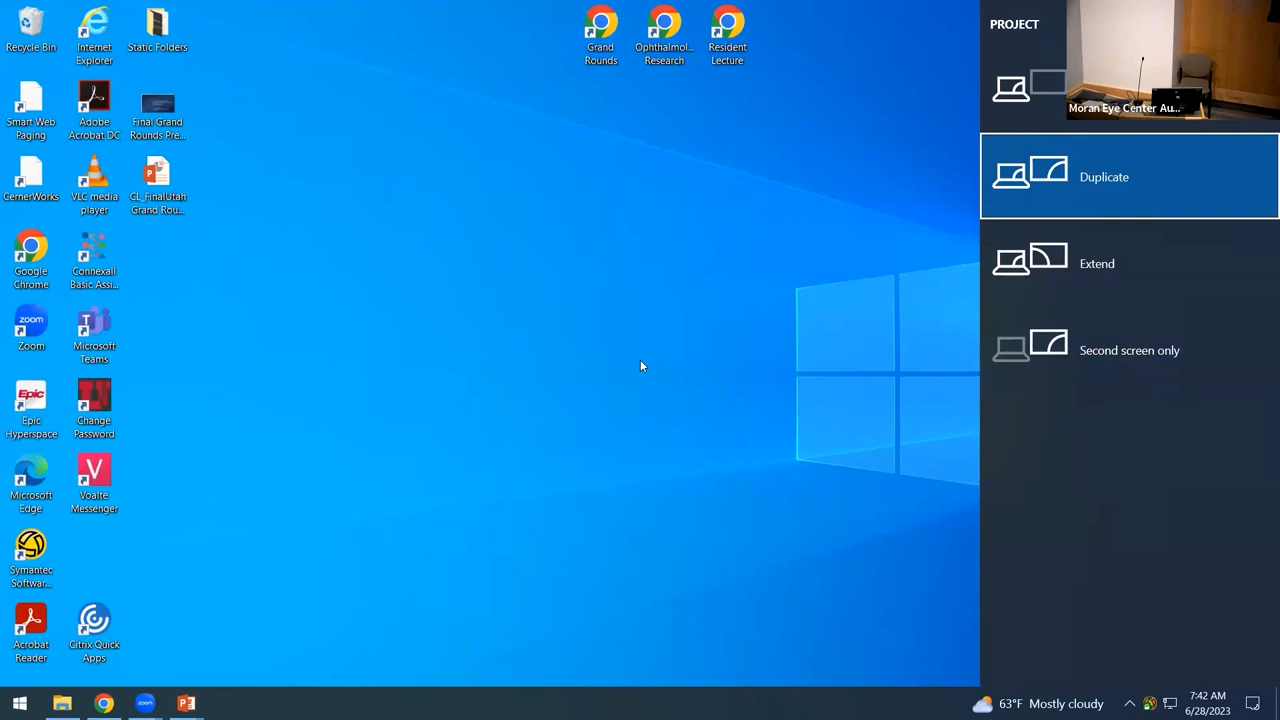 Recycle Bin
Internet
Explorer
Static Folders
Grand
Rounds
Ophthalmol...
Research
Resident
Lecture
Smart Web
Paging
Adobe
Acrobat DC
Final Grand
Rounds Pre...
CernerWorks
VLC media
player
CL_FinalUtah
Grand Rou...
Google
Chrome
Connexall
Basic Assi...
zoom
Zoom
Microsoft
Teams
Epic
Epic
Hyperspace
Change
Password
Microsoft
Edge
V
Voalte
Messenger
Symantec
Softwar...
Acrobat
Reader
Citrix Quick
Apps
PROJECT
Moran Eye Center Au...
Duplicate
Extend
Second screen only
zoom
63°F Mostly cloudy
7:42 AM
6/28/2023